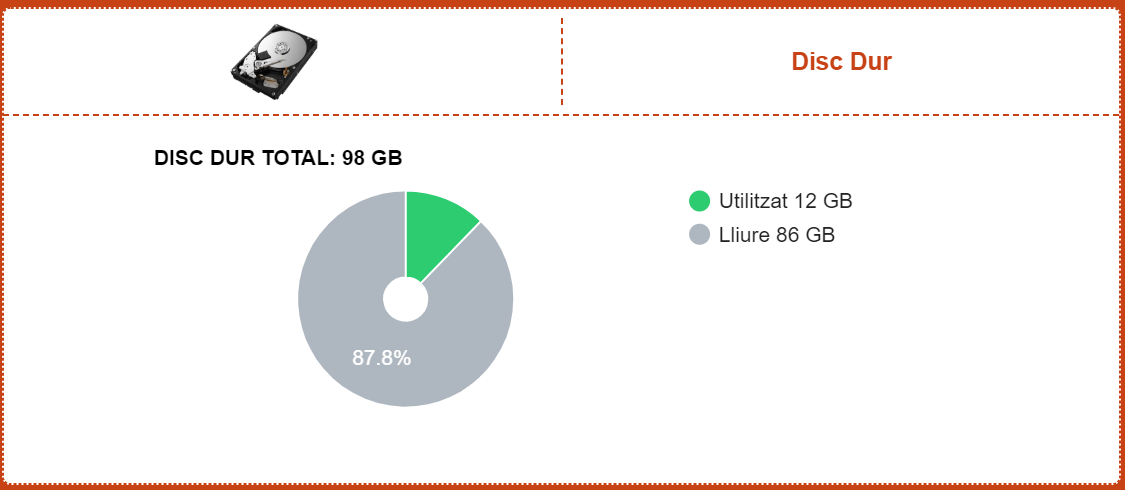 Disc Dur
DISC DUR TOTAL: 98 GB
Utilitzat 12 GB
Lliure 86 GB
87.8%